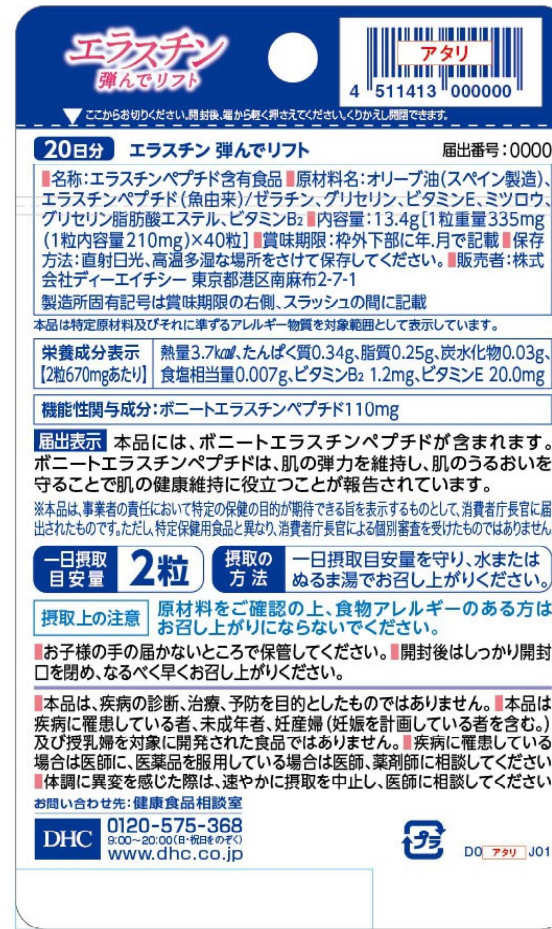 エラスチン
弾んでリフト
アタリ
4 511413 000000
▼ここからお切りください。開封後、端から軽く押さえてください。くりかえし開閉できます。
20日分 エラスチン 弾んでリフト 届出番号:0000
■名称:エラスチンペプチド含有食品 ■原材料名:オリーブ油(スペイン製造)、
エラスチンペプチド(魚由来)/ゼラチン、グリセリン、ビタミンE、ミツロウ、
グリセリン脂肪酸エステル、ビタミンB₂ ■内容量:13.4g[1粒重量335mg
(1粒内容量210mg)×40粒] ■賞味期限:枠外下部に年.月で記載 ■保存
方法:直射日光、高温多湿な場所をさけて保存してください。■販売者:株式
会社ディーエイチシー 東京都港区南麻布2-7-1
製造所固有記号は賞味期限の右側、スラッシュの間に記載
本品は特定原材料及びそれに準ずるアレルギー物質を対象範囲として表示しています。
栄養成分表示 熱量3.7kcal、たんぱく質0.34g、脂質0.25g、炭水化物0.03g、
【2粒670mgあたり】 食塩相当量0.007g、ビタミンB₂ 1.2mg、ビタミンE 20.0mg
機能性関与成分:ボニートエラスチンペプチド110mg
届出表示 本品には、ボニートエラスチンペプチドが含まれます。
ボニートエラスチンペプチドは、肌の弾力を維持し、肌のうるおいを
守ることで肌の健康維持に役立つことが報告されています。
※本品は、事業者の責任において特定の保健の目的が期待できる旨を表示するものとして、消費者庁長官に届
出されたものです。ただし、特定保健用食品と異なり、消費者庁長官による個別審査を受けたものではありません
一日摂取目安量 2粒 摂取の方法 一日摂取目安量を守り、水または
ぬるま湯でお召し上がりください。
摂取上の注意 原材料をご確認の上、食物アレルギーのある方は
お召し上がりにならないでください。
■お子様の手の届かないところで保管してください。■開封後はしっかり開封
口を閉め、なるべく早くお召し上がりください。
■本品は、疾病の診断、治療、予防を目的としたものではありません。■本品は
疾病に罹患している者、未成年者、妊産婦(妊娠を計画している者を含む。)
及び授乳婦を対象に開発された食品ではありません。■疾病に罹患している
場合は医師に、医薬品を服用している場合は医師、薬剤師に相談してください
■体調に異変を感じた際は、速やかに摂取を中止し、医師に相談してください
お問い合わせ先:健康食品相談室
DHC 0120-575-368
9:00~20:00(日・祝日をのぞく)
www.dhc.co.jp
プラ
DO アタリ J01